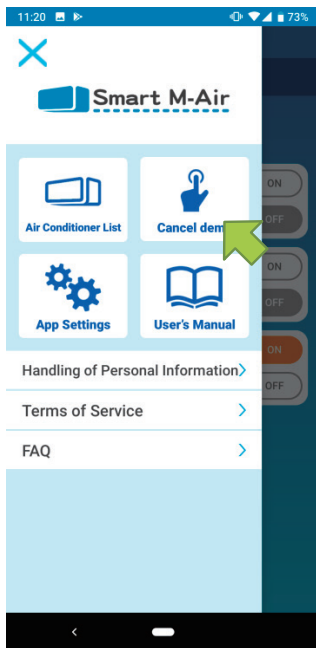 11:20 73%
Smart M-Air
Air Conditioner List
Cancel
App Settings
User's Manual
Handling of Personal Information
Terms of Service
FAQ
ON
OFF
ON
OFF
ON
OFF